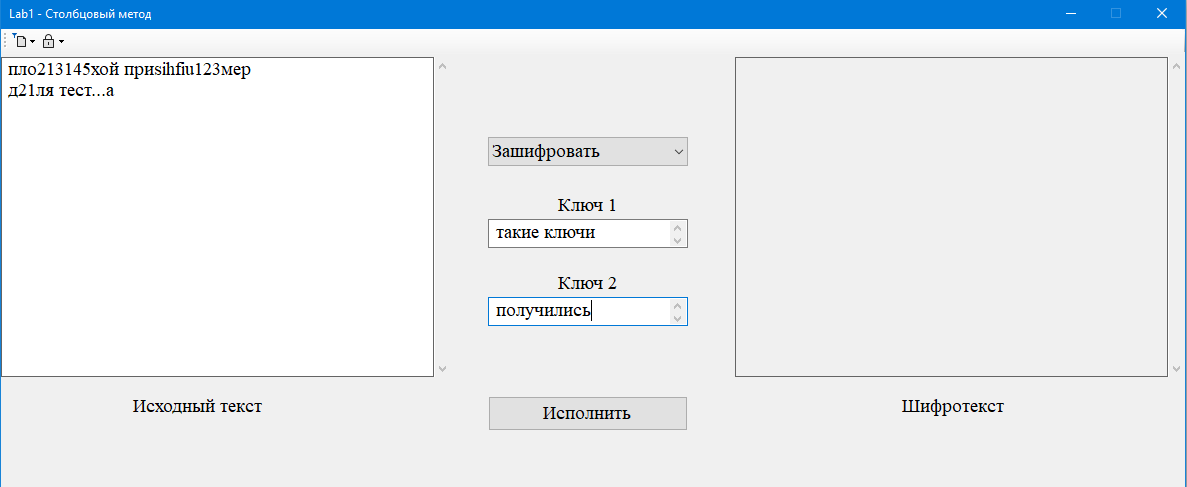 Lab1 - Столбцовый метод
пло213145хой приsihfiu123мер
д21ля тест...а
Зашифровать
Ключ 1
такие ключи
Ключ 2
получились
Исполнить
Исходный текст
Шифротекст